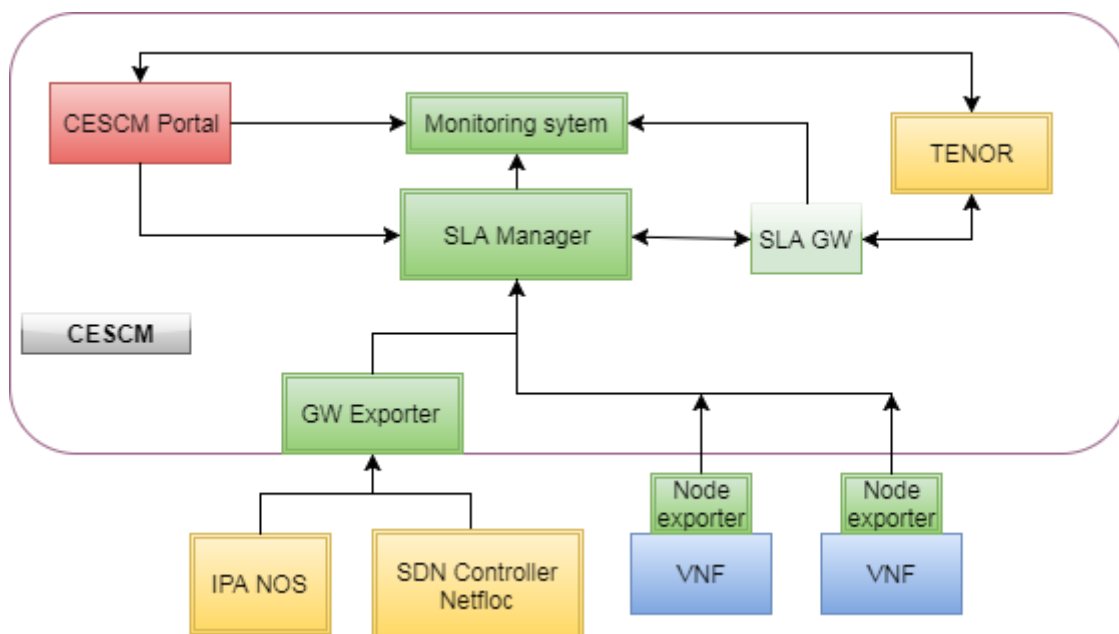 CESCM Portal
Monitoring sytem
TENOR
SLA Manager
SLA GW
CESCM
GW Exporter
Node
exporter
Node
exporter
IPA NOS
SDN Controller
Netfloc
VNF
VNF